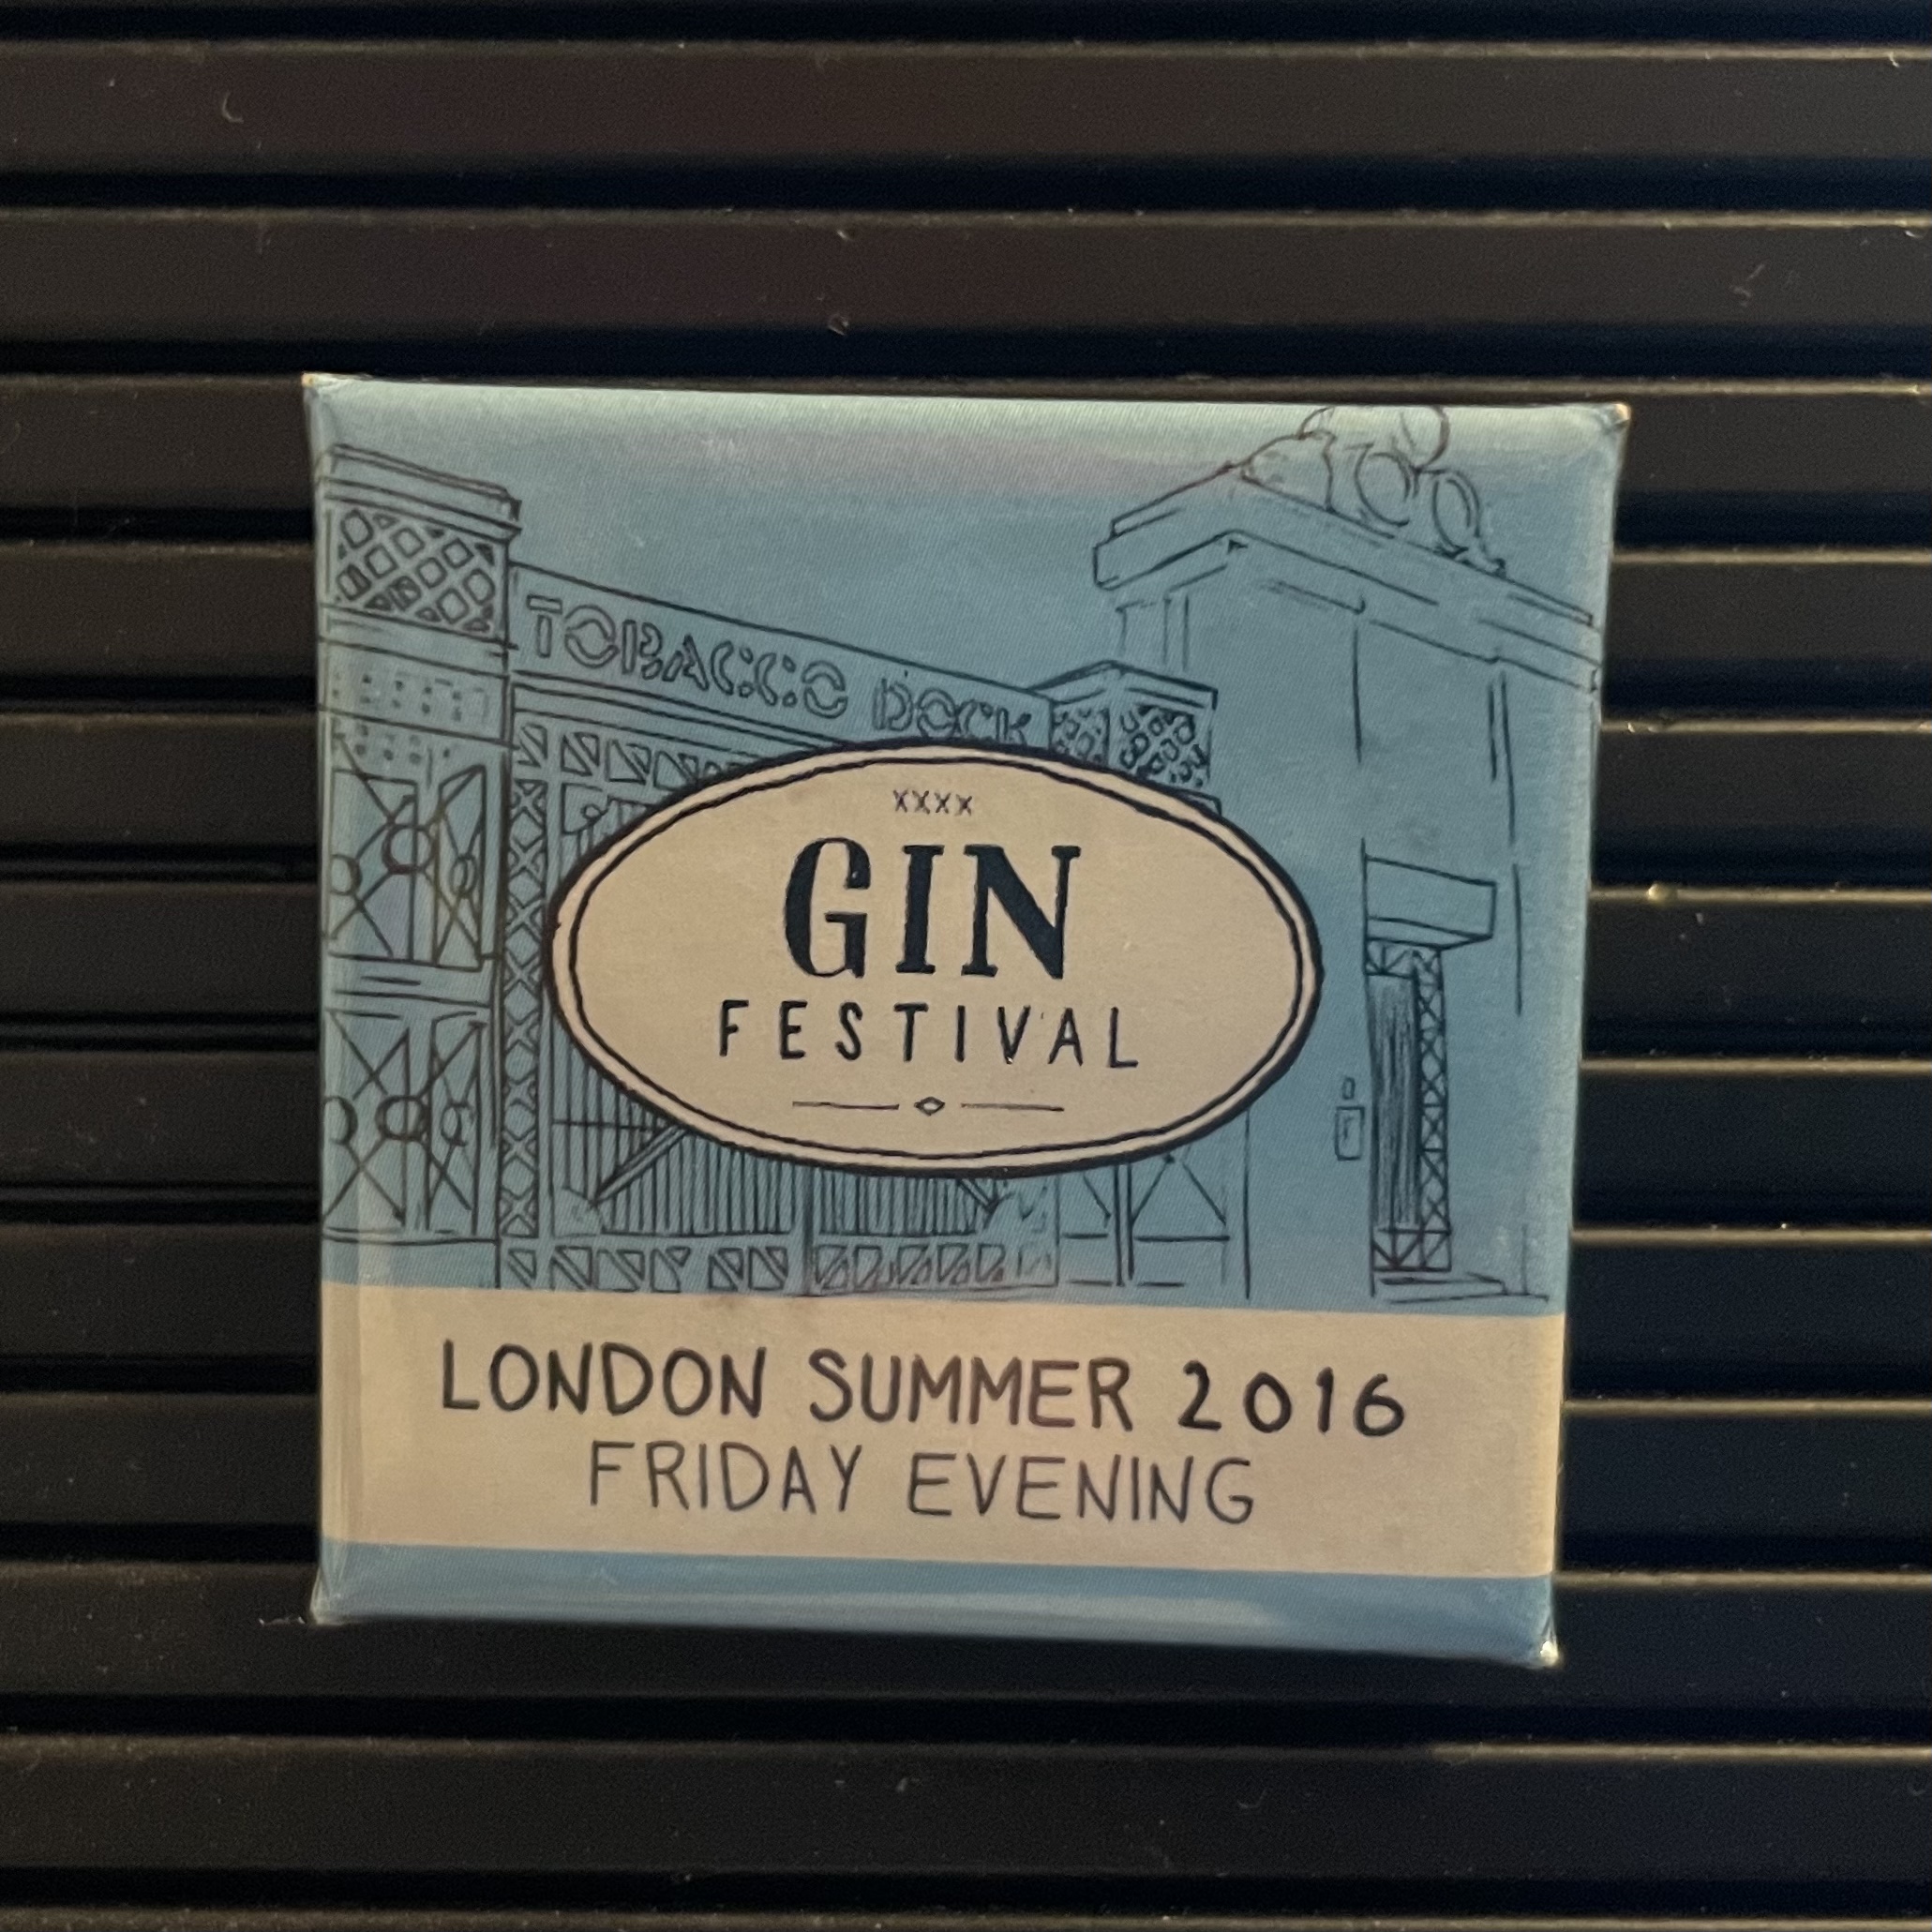 TOBACCO DOCK
XXXX
GIN
FESTIVAL
LONDON SUMMER 2016
FRIDAY EVENING